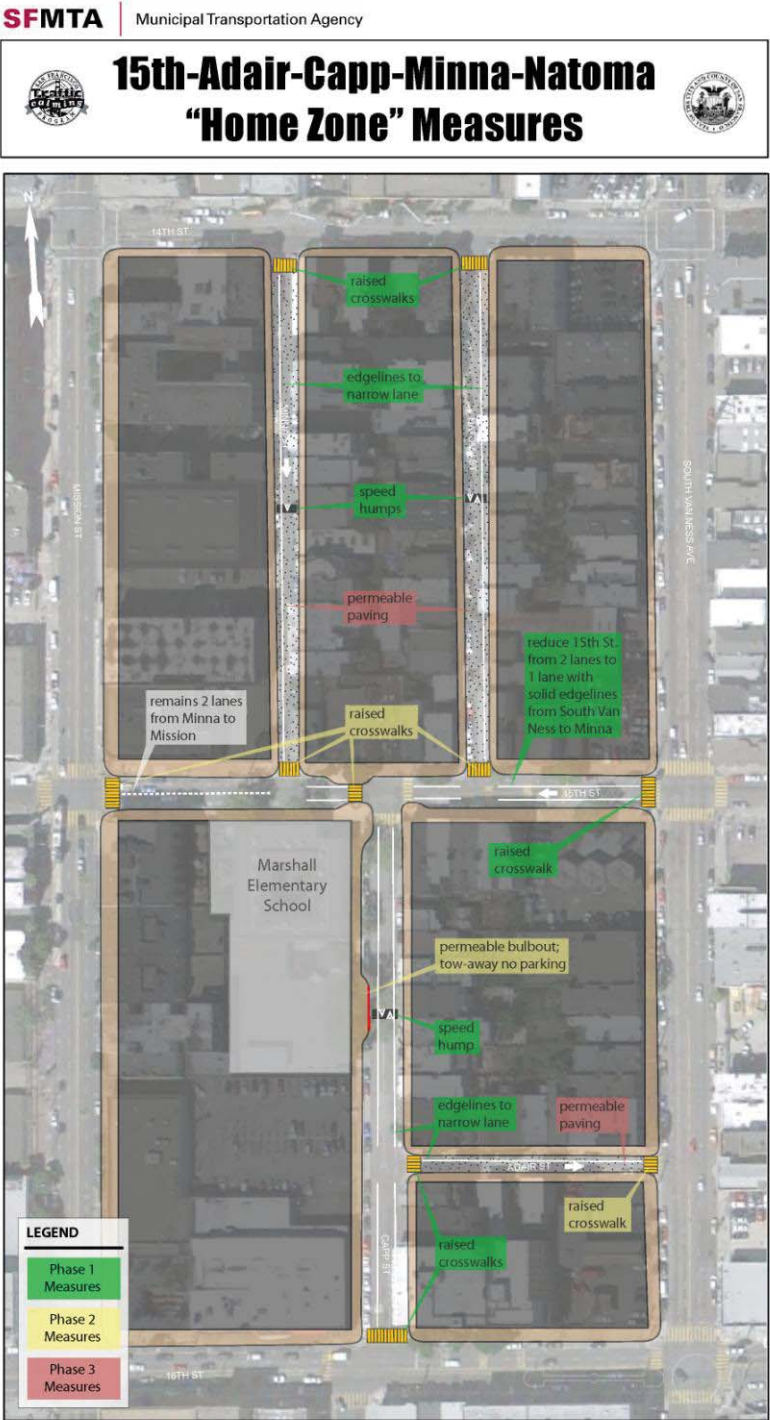 SFMTA
Municipal Transportation Agency
15th-Adair-Capp-Minna-Natoma
“Home Zone” Measures
SAN FRANCISCO
Traffic
calming
PROGRAM
N
14TH ST
raised
crosswalks
edgelines to
narrow lane
MISSION ST
SOUTH VAN NESS AVE
speed
humps
permeable
paving
reduce 15th St.
from 2 lanes to
1 lane with
solid edgelines
from South Van
Ness to Minna
remains 2 lanes
from Minna to
Mission
raised
crosswalks
15TH ST
raised
crosswalk
Marshall
Elementary
School
permeable bulbout;
tow-away no parking
speed
hump
edgelines to
narrow lane
permeable
paving
ADAIR ST
raised
crosswalk
raised
crosswalks
CAPP ST
LEGEND
Phase 1
Measures
Phase 2
Measures
Phase 3
Measures
16TH ST